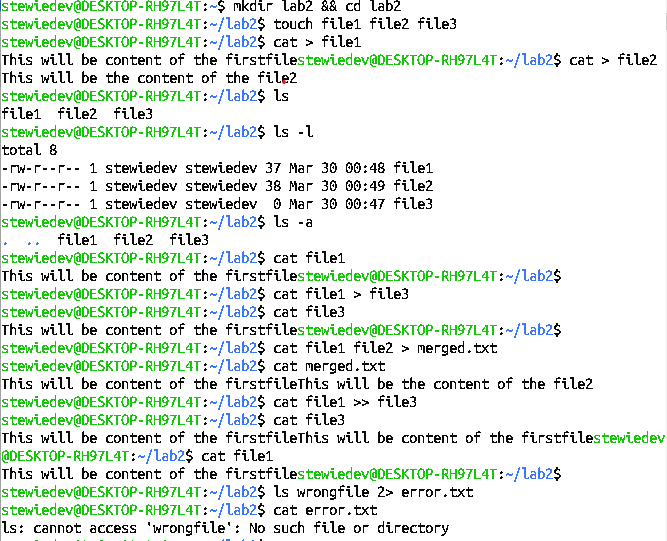 stewiedev@DESKTOP-RH97L4T:~$ mkdir lab2 && cd lab2
stewiedev@DESKTOP-RH97L4T:~/lab2$ touch file1 file2 file3
stewiedev@DESKTOP-RH97L4T:~/lab2$ cat > file1
This will be content of the firstfilestewiedev@DESKTOP-RH97L4T:~/lab2$ cat > file2
This will be the content of the file2
stewiedev@DESKTOP-RH97L4T:~/lab2$ ls
file1  file2  file3
stewiedev@DESKTOP-RH97L4T:~/lab2$ ls -l
total 8
-rw-r--r-- 1 stewiedev stewiedev 37 Mar 30 00:48 file1
-rw-r--r-- 1 stewiedev stewiedev 38 Mar 30 00:49 file2
-rw-r--r-- 1 stewiedev stewiedev  0 Mar 30 00:47 file3
stewiedev@DESKTOP-RH97L4T:~/lab2$ ls -a
.  ..  file1  file2  file3
stewiedev@DESKTOP-RH97L4T:~/lab2$ cat file1
This will be content of the firstfilestewiedev@DESKTOP-RH97L4T:~/lab2$
stewiedev@DESKTOP-RH97L4T:~/lab2$ cat file1 > file3
stewiedev@DESKTOP-RH97L4T:~/lab2$ cat file3
This will be content of the firstfilestewiedev@DESKTOP-RH97L4T:~/lab2$
stewiedev@DESKTOP-RH97L4T:~/lab2$ cat file1 file2 > merged.txt
stewiedev@DESKTOP-RH97L4T:~/lab2$ cat merged.txt
This will be content of the firstfileThis will be the content of the file2
stewiedev@DESKTOP-RH97L4T:~/lab2$ cat file1 >> file3
stewiedev@DESKTOP-RH97L4T:~/lab2$ cat file3
This will be content of the firstfileThis will be content of the firstfilestewiedev
@DESKTOP-RH97L4T:~/lab2$ cat file1
This will be content of the firstfilestewiedev@DESKTOP-RH97L4T:~/lab2$
stewiedev@DESKTOP-RH97L4T:~/lab2$ ls wrongfile 2> error.txt
stewiedev@DESKTOP-RH97L4T:~/lab2$ cat error.txt
ls: cannot access 'wrongfile': No such file or directory